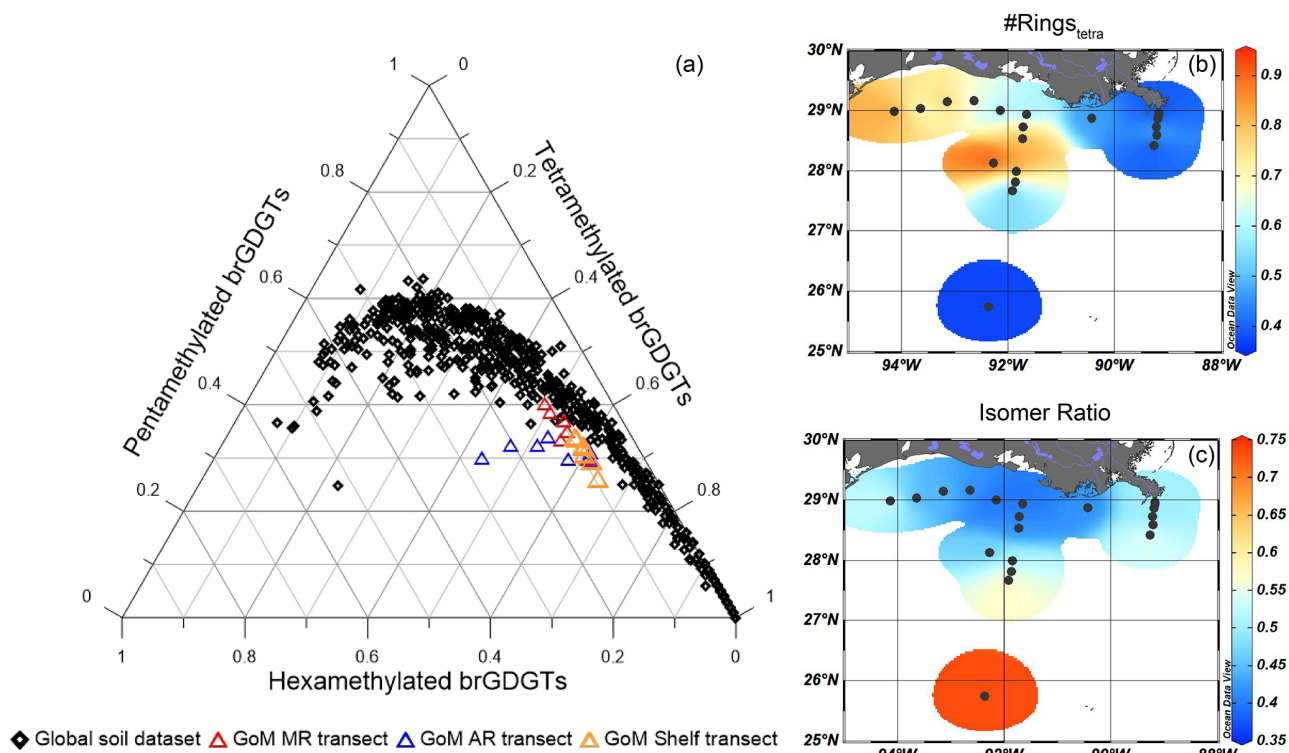 (a)
1
0
0.8
0.2
0.6
0.4
0.4
0.6
0.2
0.8
0
1
Pentamethylated brGDGTs
Tetramethylated brGDGTs
1
0.8
0.6
0.4
0.2
0
Hexamethylated brGDGTs
Global soil dataset
GoM MR transect
GoM AR transect
GoM Shelf transect
#Rings tetra
(b)
30°N
29°N
28°N
27°N
26°N
25°N
94°W
92°W
90°W
88°W
Ocean Data View
0.9
0.8
0.7
0.6
0.5
0.4
Isomer Ratio
(c)
30°N
29°N
28°N
27°N
26°N
25°N
94°W
92°W
90°W
88°W
Ocean Data View
0.75
0.7
0.65
0.6
0.55
0.5
0.45
0.4
0.35